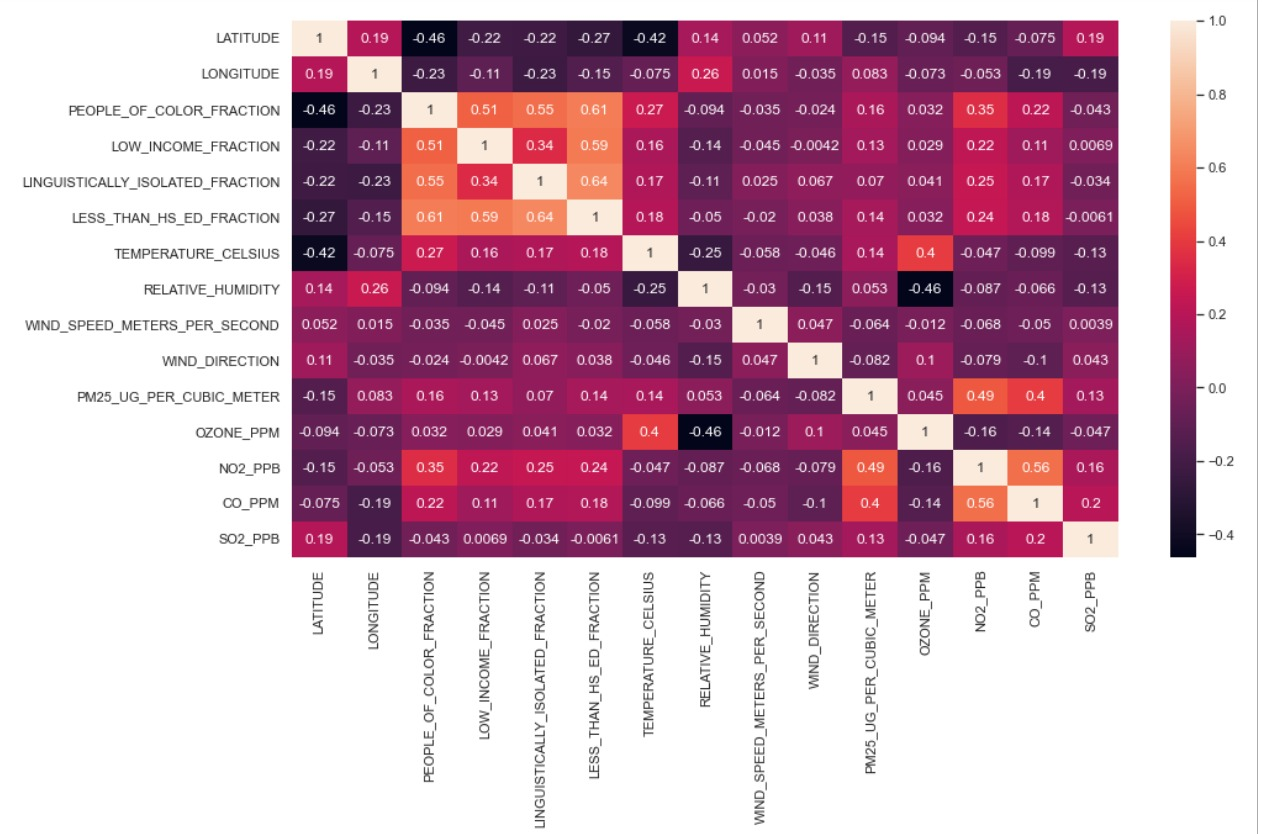 LATITUDE 1 0.19 -0.46 -0.22 -0.22 -0.27 -0.42 0.14 0.052 0.11 -0.15 -0.094 -0.15 -0.075 0.19
LONGITUDE 0.19 1 -0.23 -0.11 -0.23 -0.15 -0.075 0.26 0.015 -0.035 0.083 -0.073 -0.053 -0.19 -0.19
PEOPLE_OF_COLOR_FRACTION -0.46 -0.23 1 0.51 0.55 0.61 0.27 -0.094 -0.035 -0.024 0.16 0.032 0.35 0.22 -0.043
LOW_INCOME_FRACTION -0.22 -0.11 0.51 1 0.34 0.59 0.16 -0.14 -0.045 -0.0042 0.13 0.029 0.22 0.11 0.0069
LINGUISTICALLY_ISOLATED_FRACTION -0.22 -0.23 0.55 0.34 1 0.64 0.17 -0.11 0.025 0.067 0.07 0.041 0.25 0.17 -0.034
LESS_THAN_HS_ED_FRACTION -0.27 -0.15 0.61 0.59 0.64 1 0.18 -0.05 -0.02 0.038 0.14 0.032 0.24 0.18 -0.0061
TEMPERATURE_CELSIUS -0.42 -0.075 0.27 0.16 0.17 0.18 1 -0.25 -0.058 -0.046 0.14 0.4 -0.047 -0.099 -0.13
RELATIVE_HUMIDITY 0.14 0.26 -0.094 -0.14 -0.11 -0.05 -0.25 1 -0.03 -0.15 0.053 -0.46 -0.087 -0.066 -0.13
WIND_SPEED_METERS_PER_SECOND 0.052 0.015 -0.035 -0.045 0.025 -0.02 -0.058 -0.03 1 0.047 -0.064 -0.012 -0.068 -0.05 0.0039
WIND_DIRECTION 0.11 -0.035 -0.024 -0.0042 0.067 0.038 -0.046 -0.15 0.047 1 -0.082 0.1 -0.079 -0.1 0.043
PM25_UG_PER_CUBIC_METER -0.15 0.083 0.16 0.13 0.07 0.14 0.14 0.053 -0.064 -0.082 1 0.045 0.49 0.4 0.13
OZONE_PPM -0.094 -0.073 0.032 0.029 0.041 0.032 0.4 -0.46 -0.012 0.1 0.045 1 -0.16 -0.14 -0.047
NO2_PPB -0.15 -0.053 0.35 0.22 0.25 0.24 -0.047 -0.087 -0.068 -0.079 0.49 -0.16 1 0.56 0.16
CO_PPM -0.075 -0.19 0.22 0.11 0.17 0.18 -0.099 -0.066 -0.05 -0.1 0.4 -0.14 0.56 1 0.2
SO2_PPB 0.19 -0.19 -0.043 0.0069 -0.034 -0.0061 -0.13 -0.13 0.0039 0.043 0.13 -0.047 0.16 0.2 1
LATITUDE
LONGITUDE
PEOPLE_OF_COLOR_FRACTION
LOW_INCOME_FRACTION
LINGUISTICALLY_ISOLATED_FRACTION
LESS_THAN_HS_ED_FRACTION
TEMPERATURE_CELSIUS
RELATIVE_HUMIDITY
WIND_SPEED_METERS_PER_SECOND
WIND_DIRECTION
PM25_UG_PER_CUBIC_METER
OZONE_PPM
NO2_PPB
CO_PPM
SO2_PPB
1.0
0.8
0.6
0.4
0.2
0.0
−0.2
−0.4